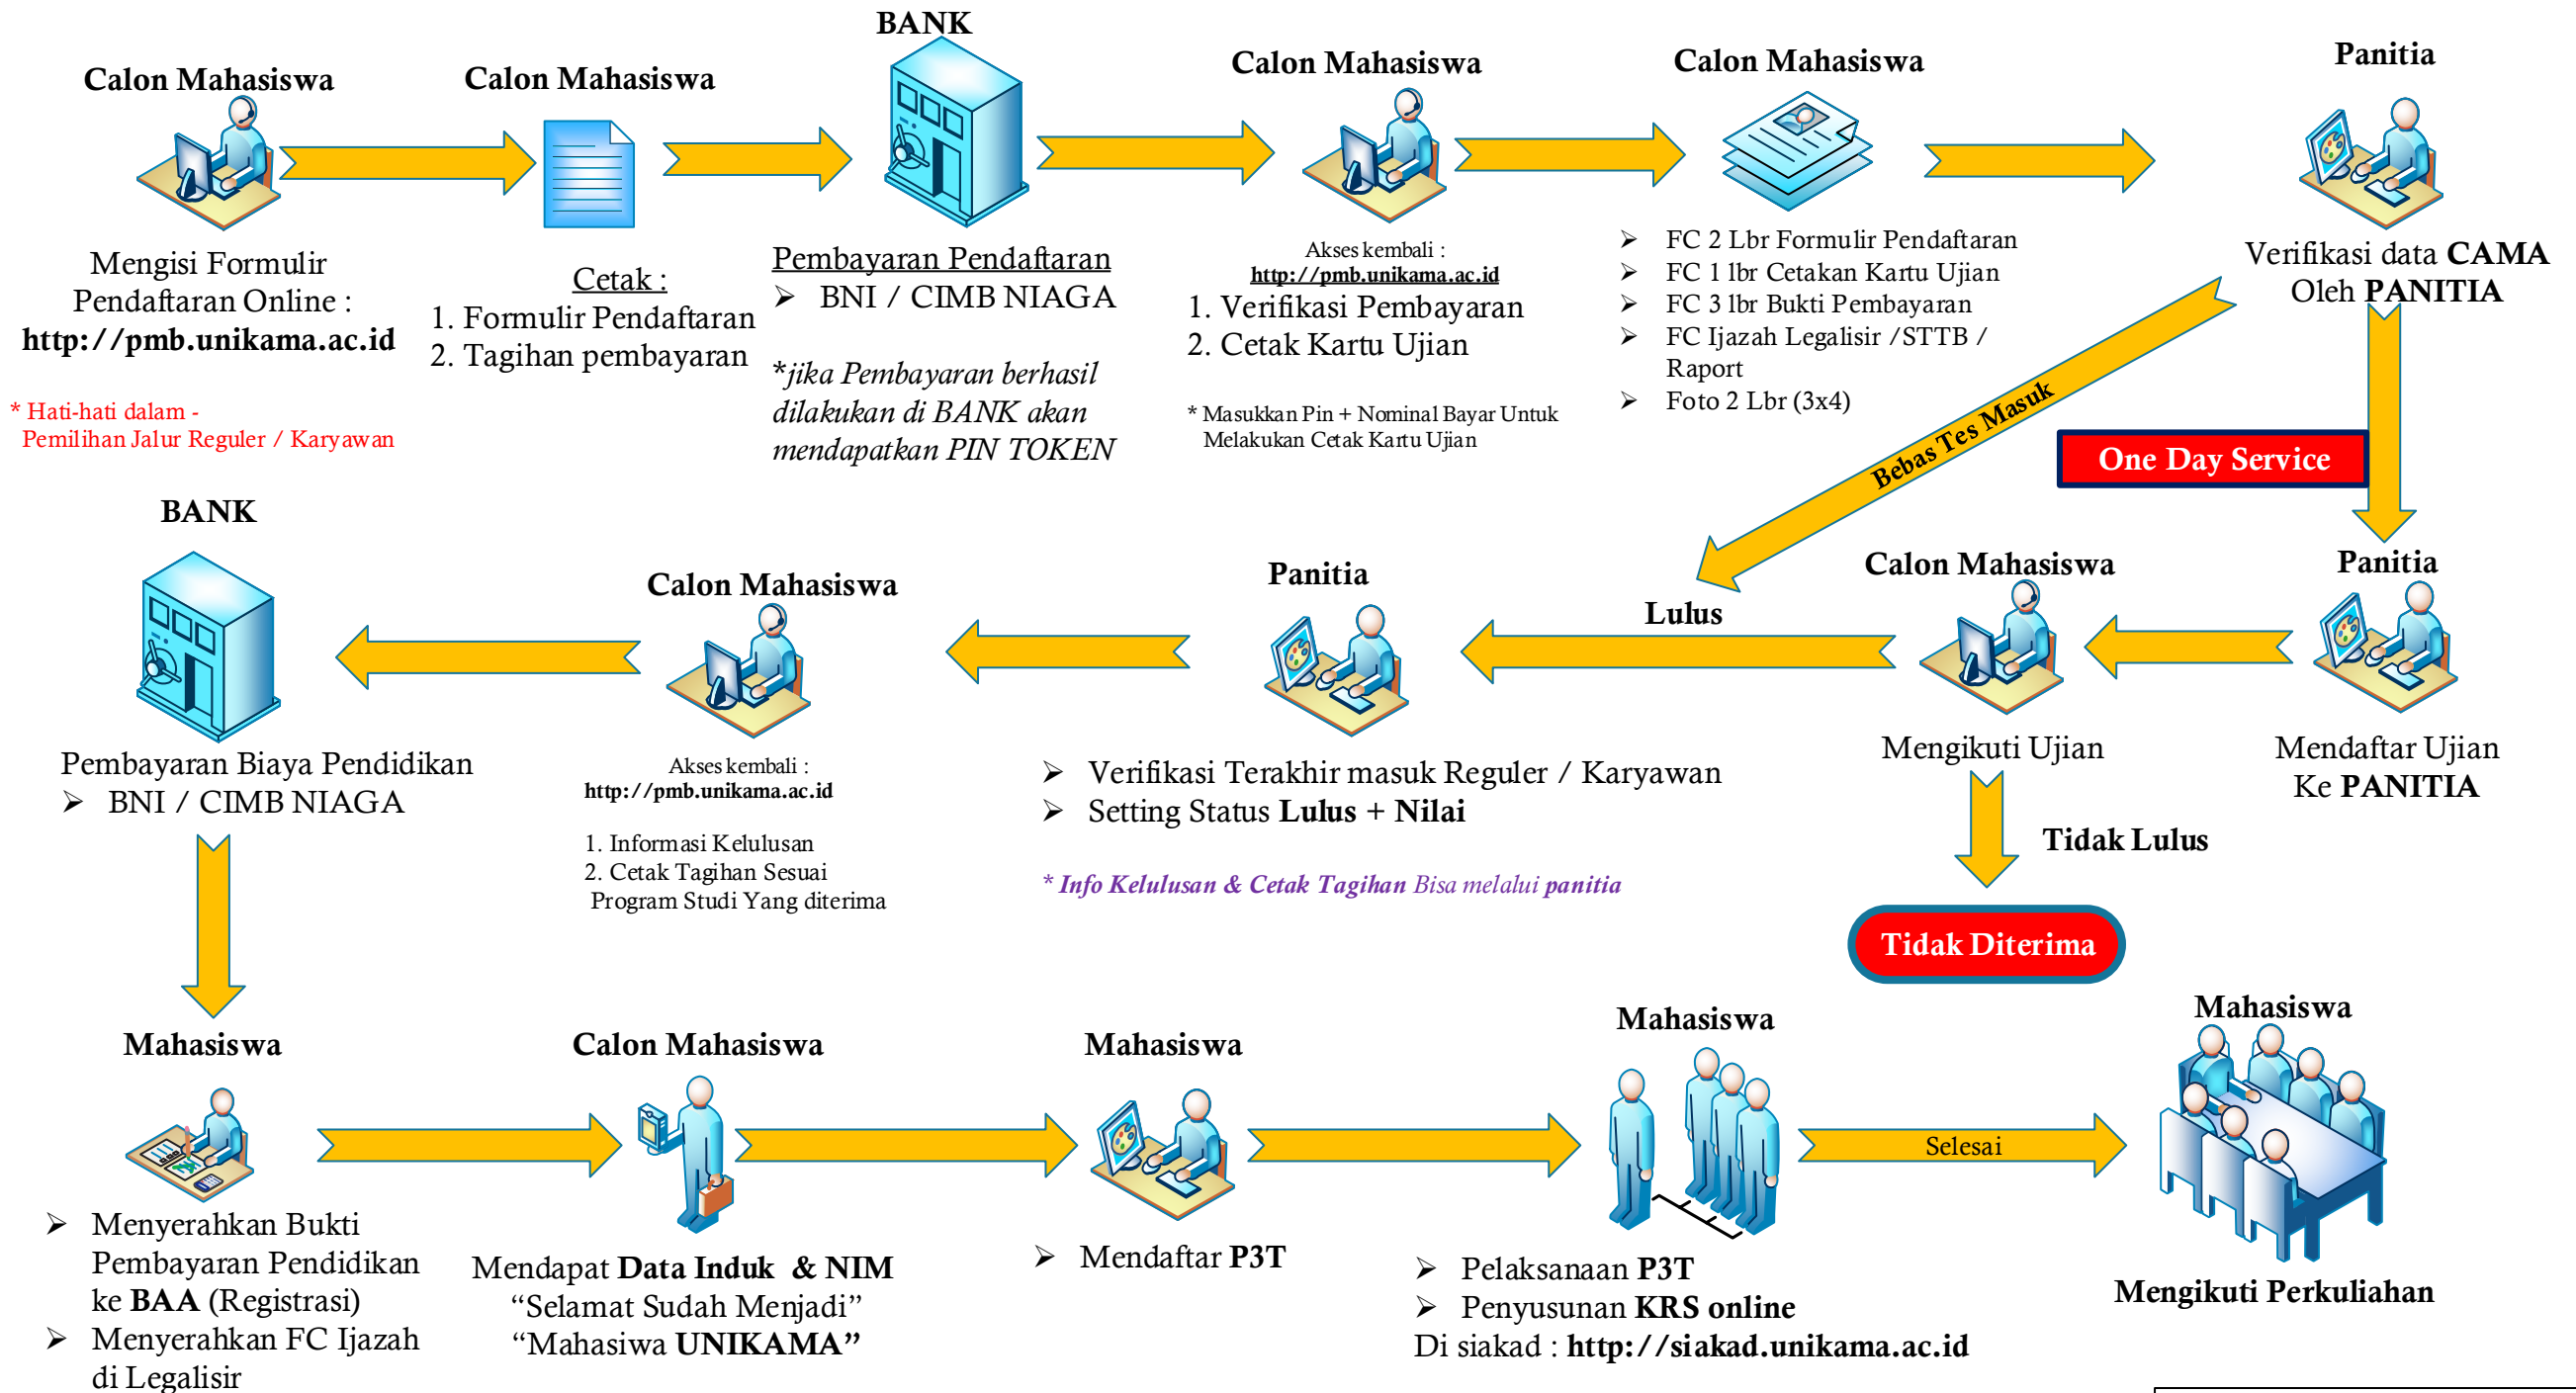 Calon Mahasiswa
Mengisi Formulir
Pendaftaran Online :
http://pmb.unikama.ac.id
* Hati-hati dalam -
Pemilihan Jalur Reguler / Karyawan
Calon Mahasiswa
Cetak :
1. Formulir Pendaftaran
2. Tagihan pembayaran
BANK
Pembayaran Pendaftaran
➢ BNI / CIMB NIAGA
*jika Pembayaran berhasil
dilakukan di BANK akan
mendapatkan PIN TOKEN
Calon Mahasiswa
Akses kembali :
http://pmb.unikama.ac.id
1. Verifikasi Pembayaran
2. Cetak Kartu Ujian
* Masukkan Pin + Nominal Bayar Untuk
Melakukan Cetak Kartu Ujian
Calon Mahasiswa
➢ FC 2 Lbr Formulir Pendaftaran
➢ FC 1 lbr Cetakan Kartu Ujian
➢ FC 3 lbr Bukti Pembayaran
➢ FC Ijazah Legalisir /STTB /
Raport
➢ Foto 2 Lbr (3x4)
Panitia
Verifikasi data CAMA
Oleh PANITIA
Bebas Tes Masuk
One Day Service
Panitia
Mendaftar Ujian
Ke PANITIA
Calon Mahasiswa
Mengikuti Ujian
Tidak Lulus
Tidak Diterima
Lulus
Panitia
➢ Verifikasi Terakhir masuk Reguler / Karyawan
➢ Setting Status Lulus + Nilai
* Info Kelulusan & Cetak Tagihan Bisa melalui panitia
Calon Mahasiswa
Akses kembali :
http://pmb.unikama.ac.id
1. Informasi Kelulusan
2. Cetak Tagihan Sesuai
Program Studi Yang diterima
BANK
Pembayaran Biaya Pendidikan
➢ BNI / CIMB NIAGA
Mahasiswa
➢ Menyerahkan Bukti
Pembayaran Pendidikan
ke BAA (Registrasi)
➢ Menyerahkan FC Ijazah
di Legalisir
Calon Mahasiswa
Mendapat Data Induk & NIM
“Selamat Sudah Menjadi”
“Mahasiwa UNIKAMA”
Mahasiswa
➢ Mendaftar P3T
Mahasiswa
➢ Pelaksanaan P3T
➢ Penyusunan KRS online
Di siakad : http://siakad.unikama.ac.id
Selesai
Mahasiswa
Mengikuti Perkuliahan